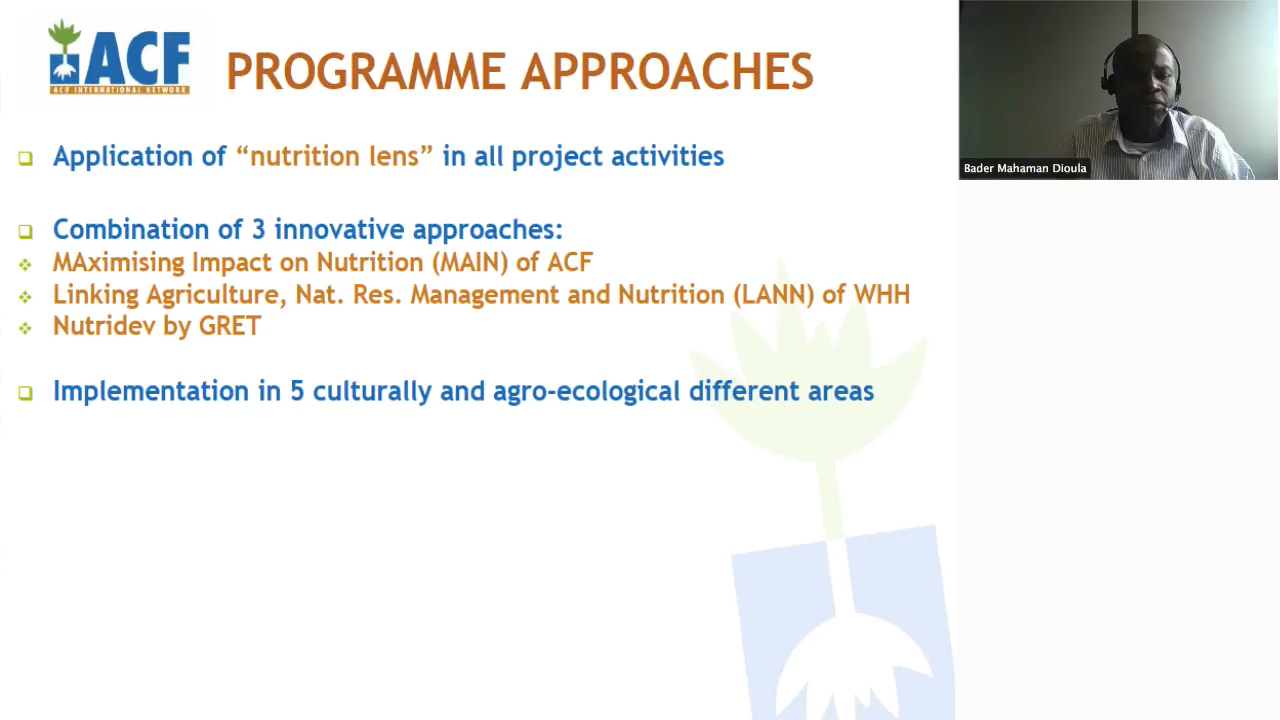 ACF
ACF INTERNATIONAL NETWORK
PROGRAMME APPROACHES
Application of “nutrition lens” in all project activities
Combination of 3 innovative approaches:
MAximising Impact on Nutrition (MAIN) of ACF
Linking Agriculture, Nat. Res. Management and Nutrition (LANN) of WHH
Nutridev by GRET
Implementation in 5 culturally and agro-ecological different areas
Bader Mahaman Dioula